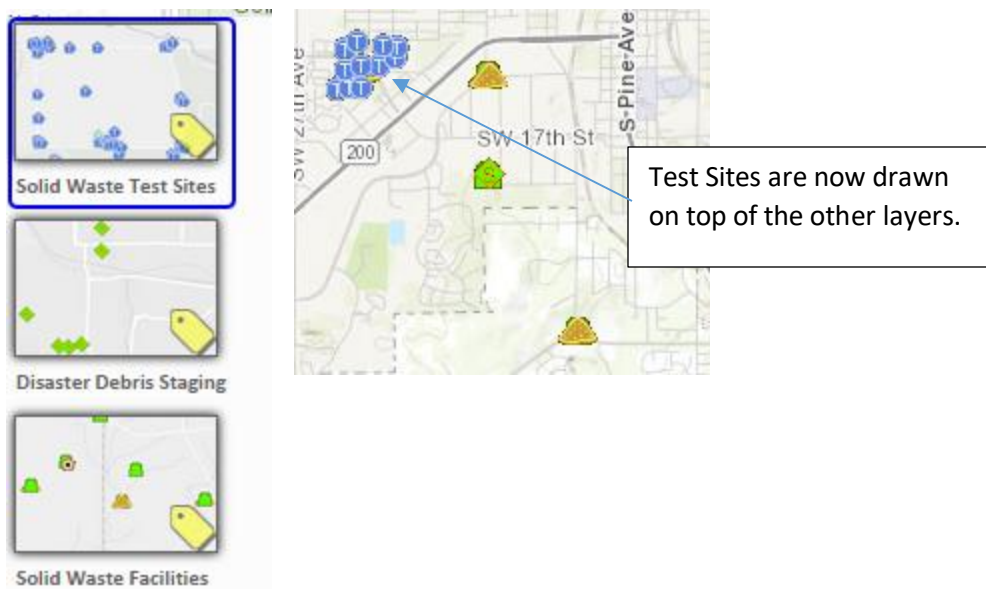 Solid Waste Test Sites
Disaster Debris Staging
Solid Waste Facilities
SW 27th Ave
200
SW 17th St
S-Pine-Ave
T T T
T T T T
T T T
Test Sites are now drawn
on top of the other layers.